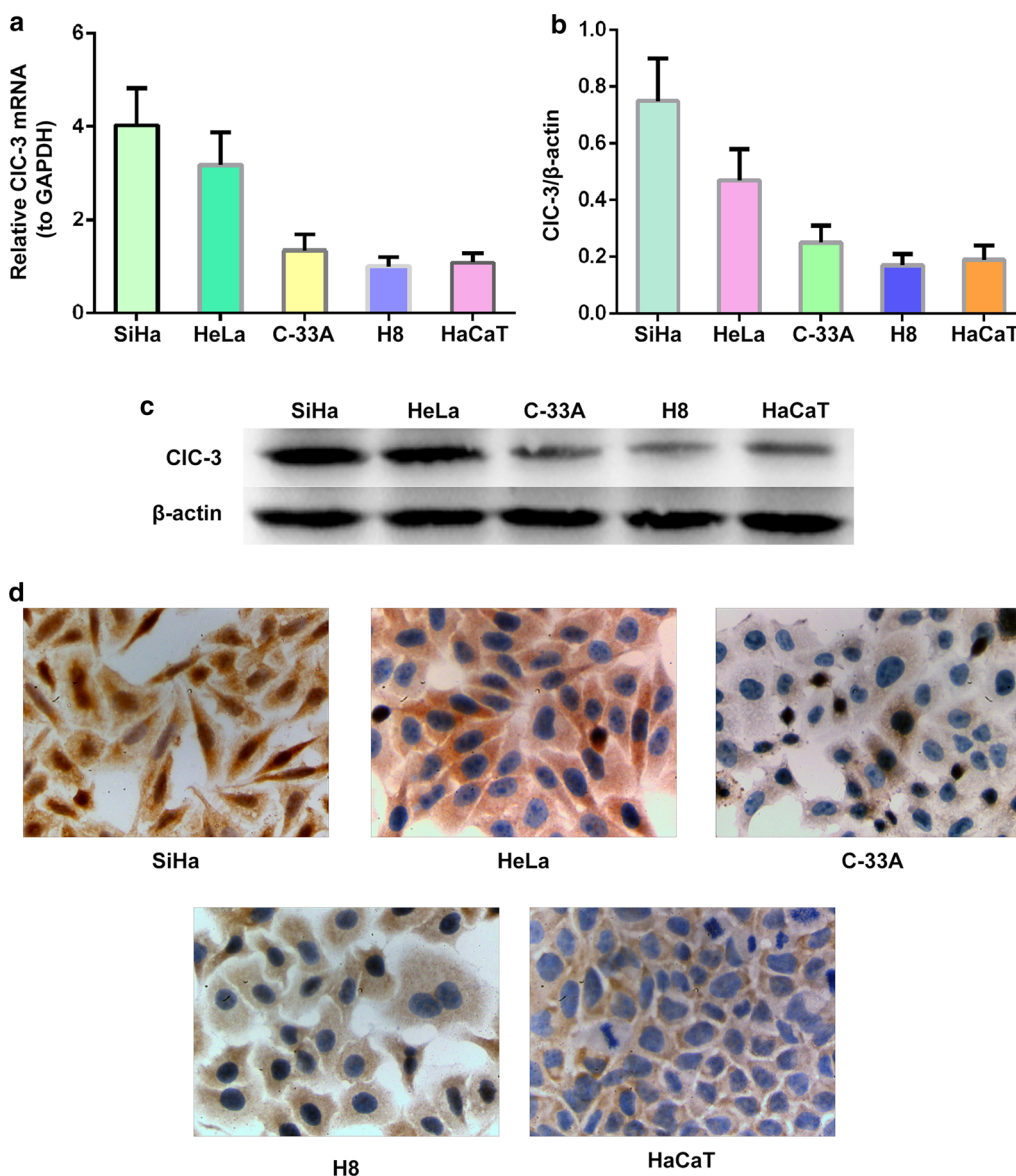 a
Relative ClC-3 mRNA
(to GAPDH)
6
4
2
0
SiHa HeLa C-33A H8 HaCaT
b
ClC-3/β-actin
1.0
0.8
0.6
0.4
0.2
0.0
SiHa HeLa C-33A H8 HaCaT
c
SiHa HeLa C-33A H8 HaCaT
ClC-3
β-actin
d
SiHa HeLa C-33A
H8 HaCaT